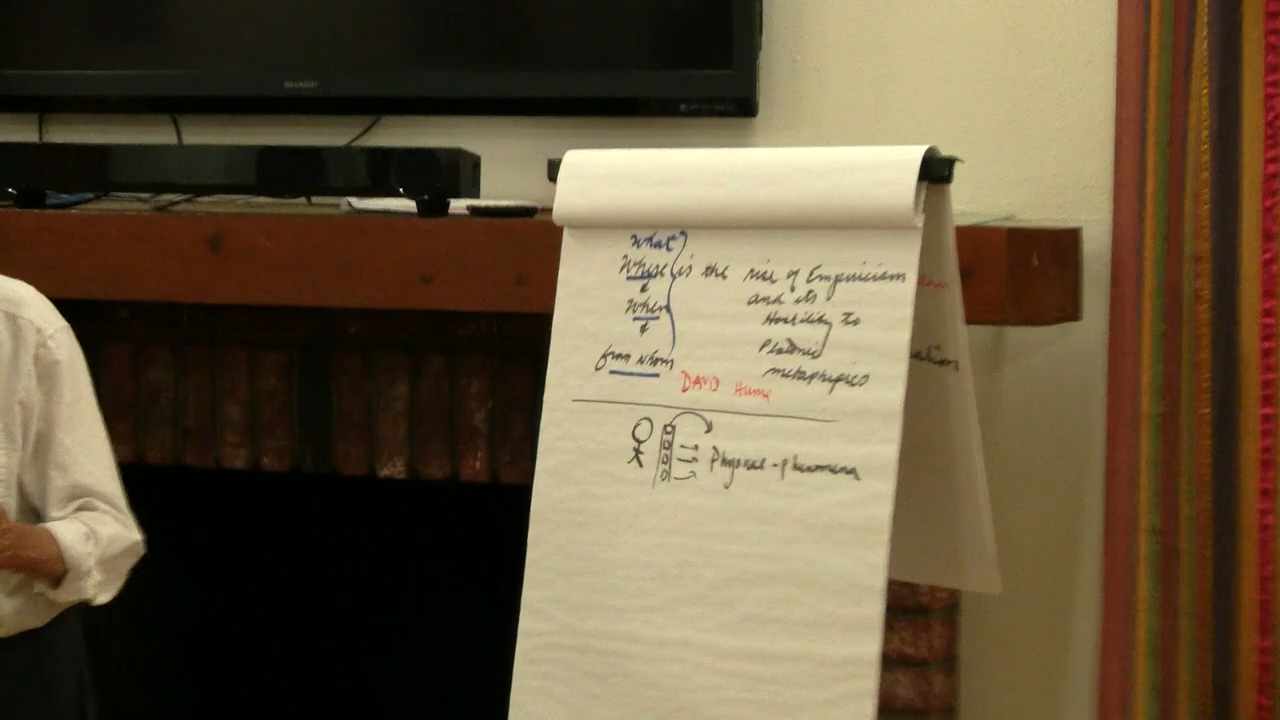 SHARP
What
Where is the rise of Empiricism
&
and its
When
Hostility to
&
Platonic
from Whom
metaphysics
DAVID Hume
Physical-phenomena